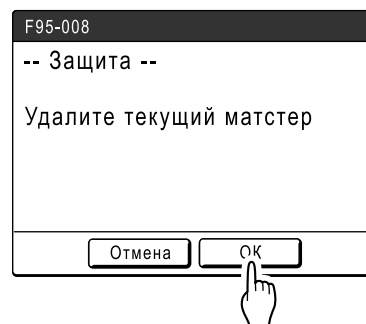 F95-008
-- Защита --
Удалите текущий матстер
Отмена OK